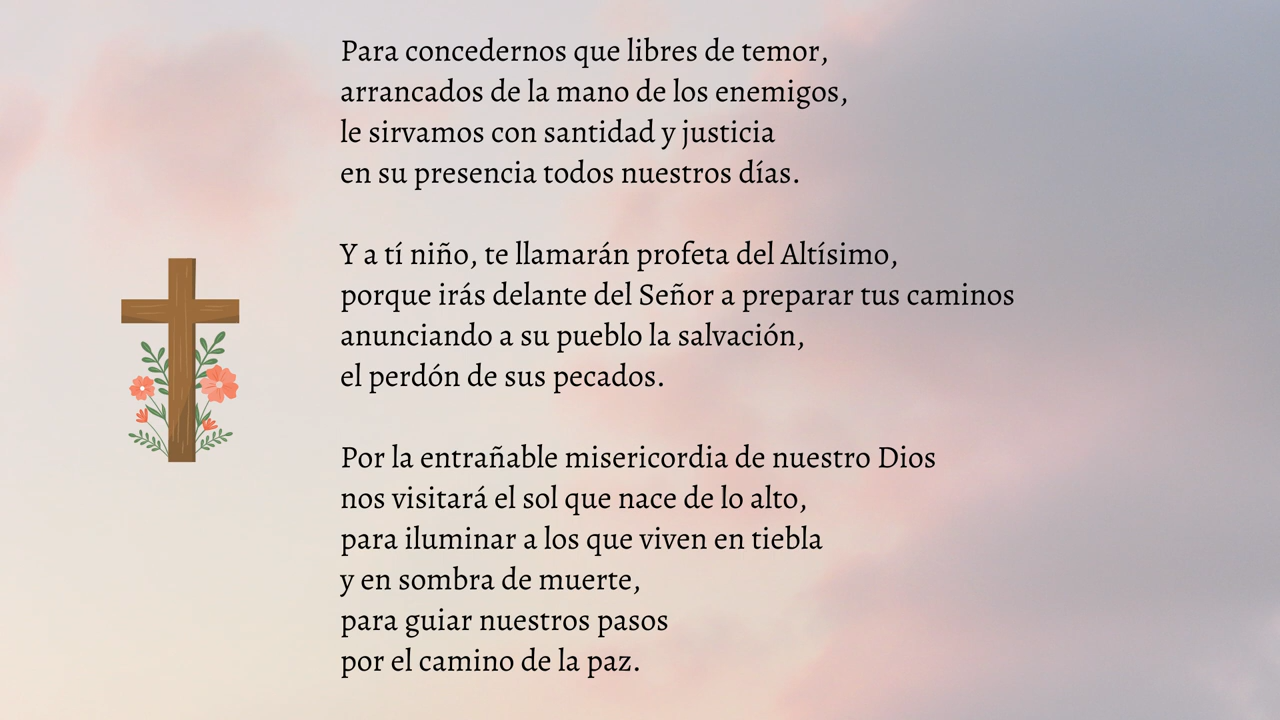 Para concedernos que libres de temor,
arrancados de la mano de los enemigos,
le sirvamos con santidad y justicia
en su presencia todos nuestros días.
Y a tí niño, te llamarán profeta del Altísimo,
porque irás delante del Señor a preparar tus caminos
anunciando a su pueblo la salvación,
el perdón de sus pecados.
Por la entrañable misericordia de nuestro Dios
nos visitará el sol que nace de lo alto,
para iluminar a los que viven en tiebla
y en sombra de muerte,
para guiar nuestros pasos
por el camino de la paz.